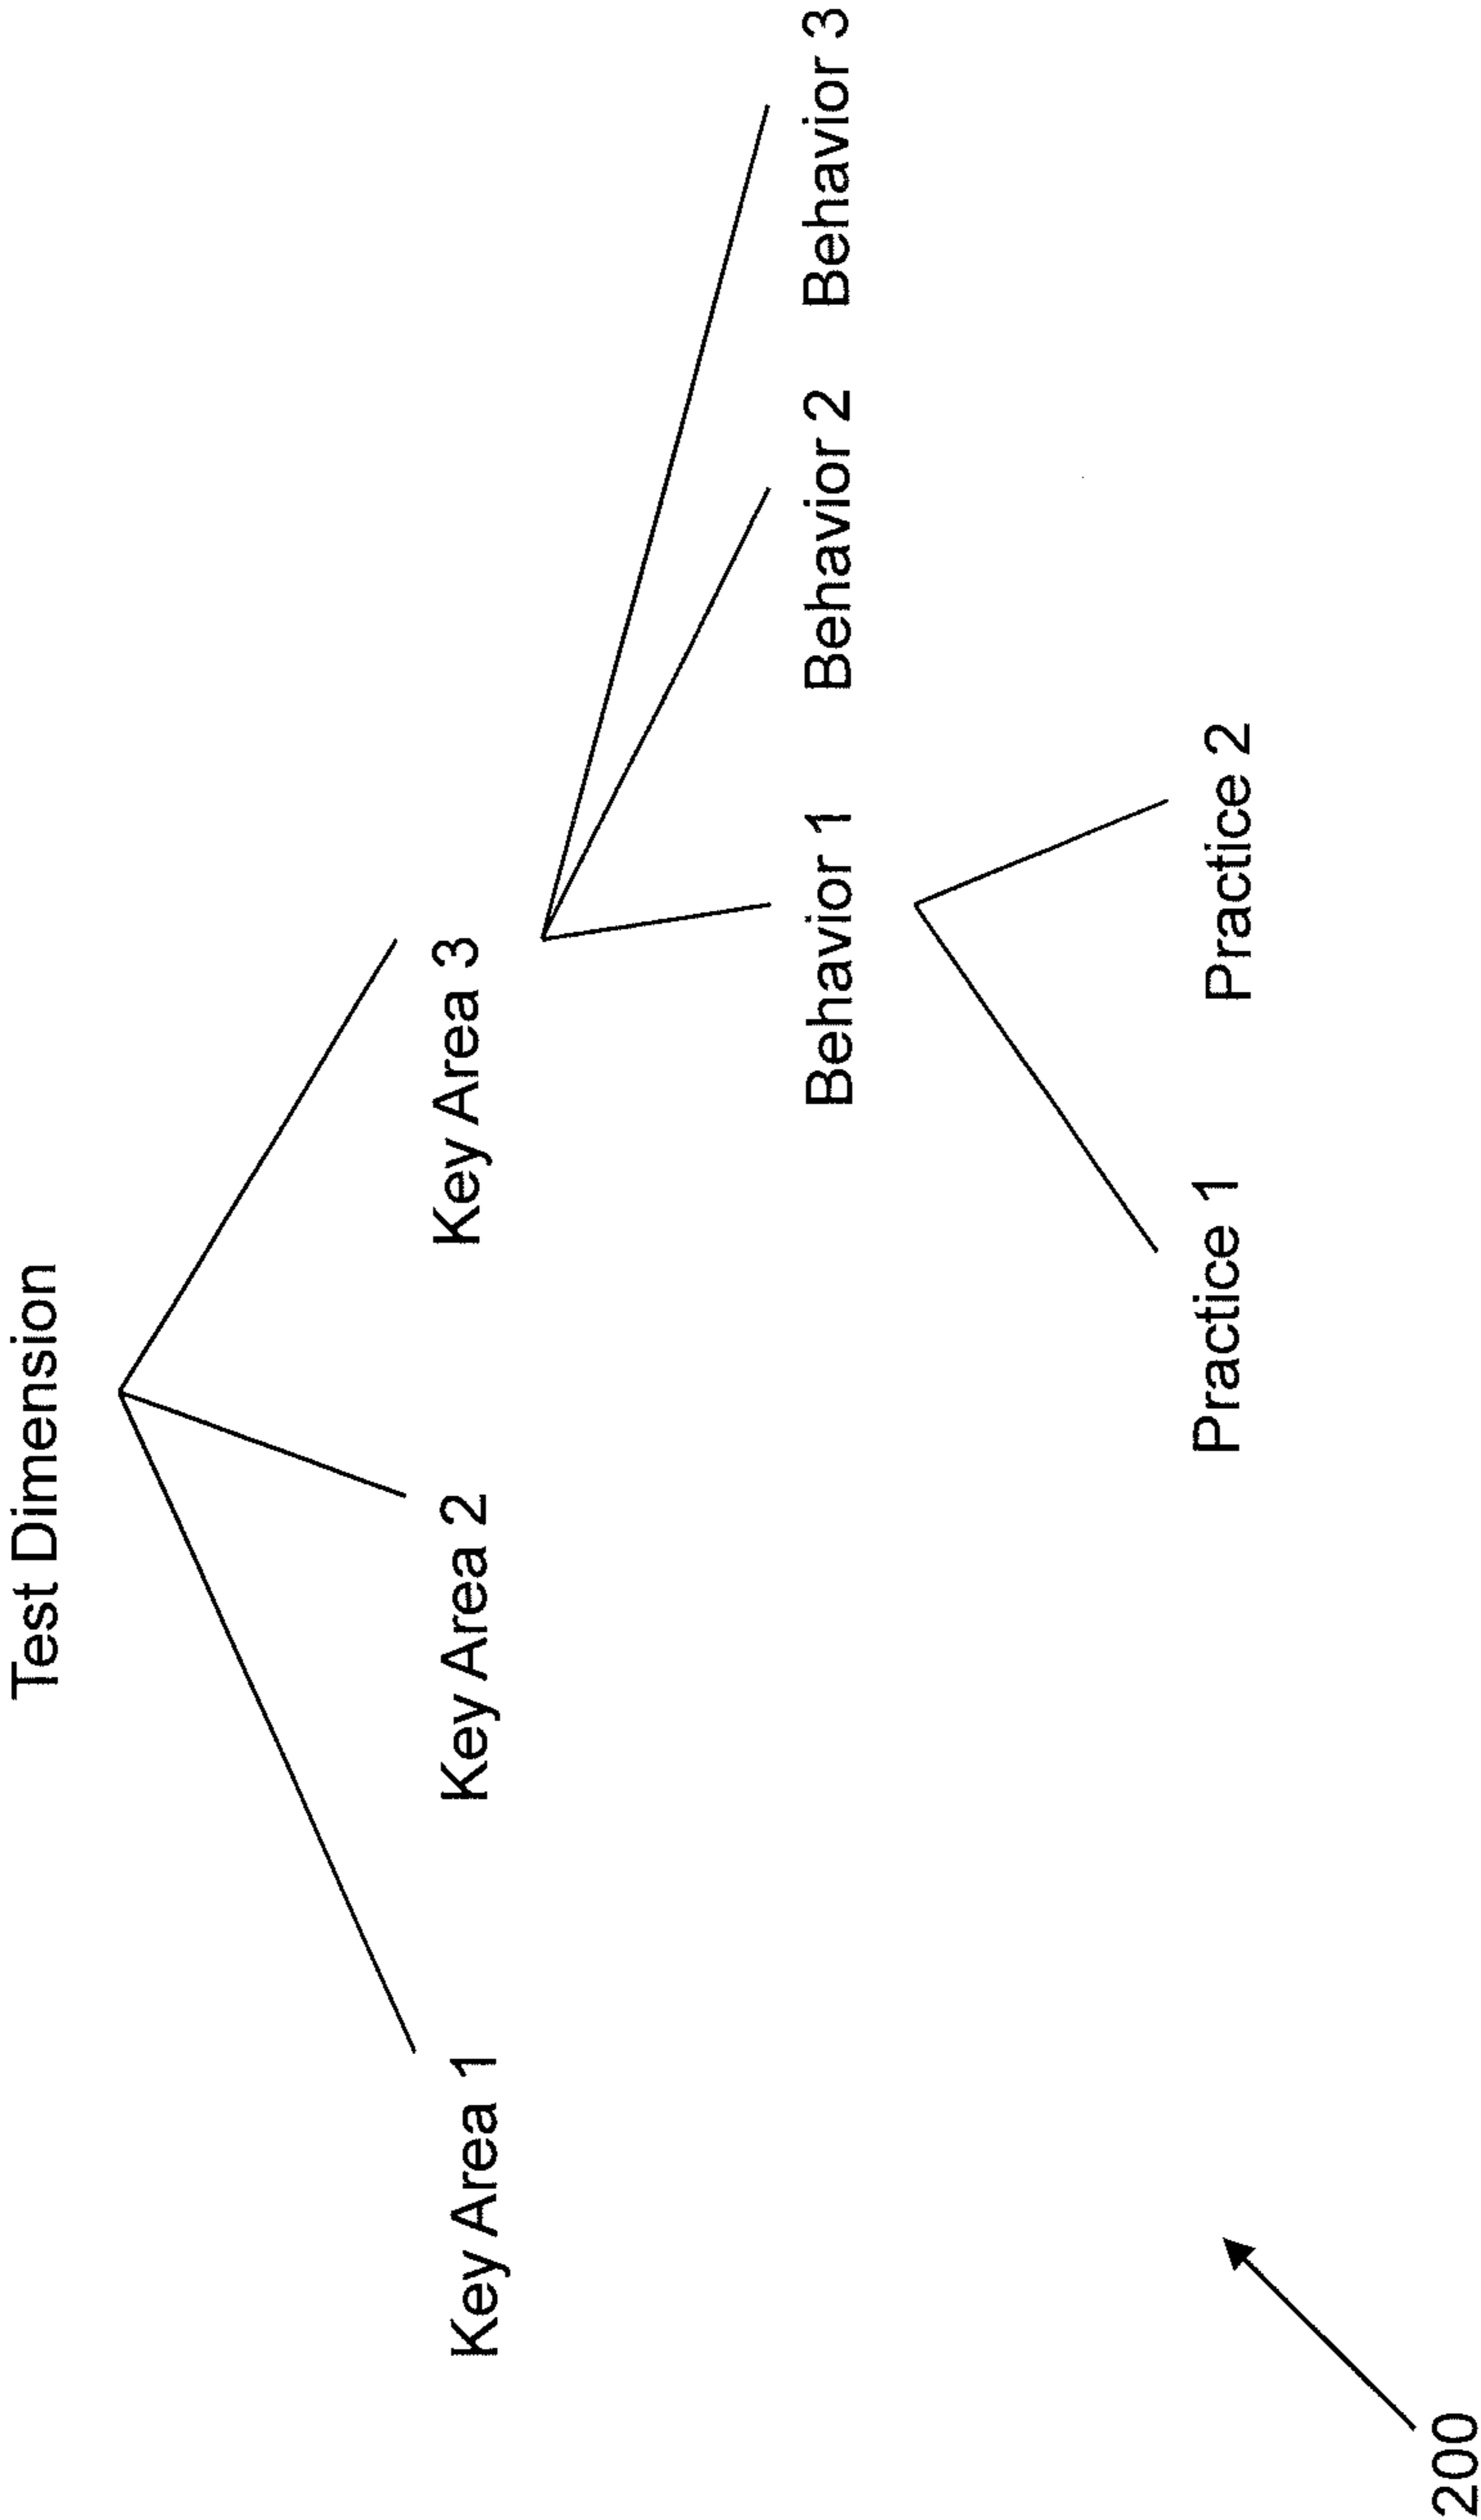 Test Dimension
Key Area 1
Key Area 2
Key Area 3
Behavior 1
Behavior 2
Behavior 3
Practice 1
Practice 2
200